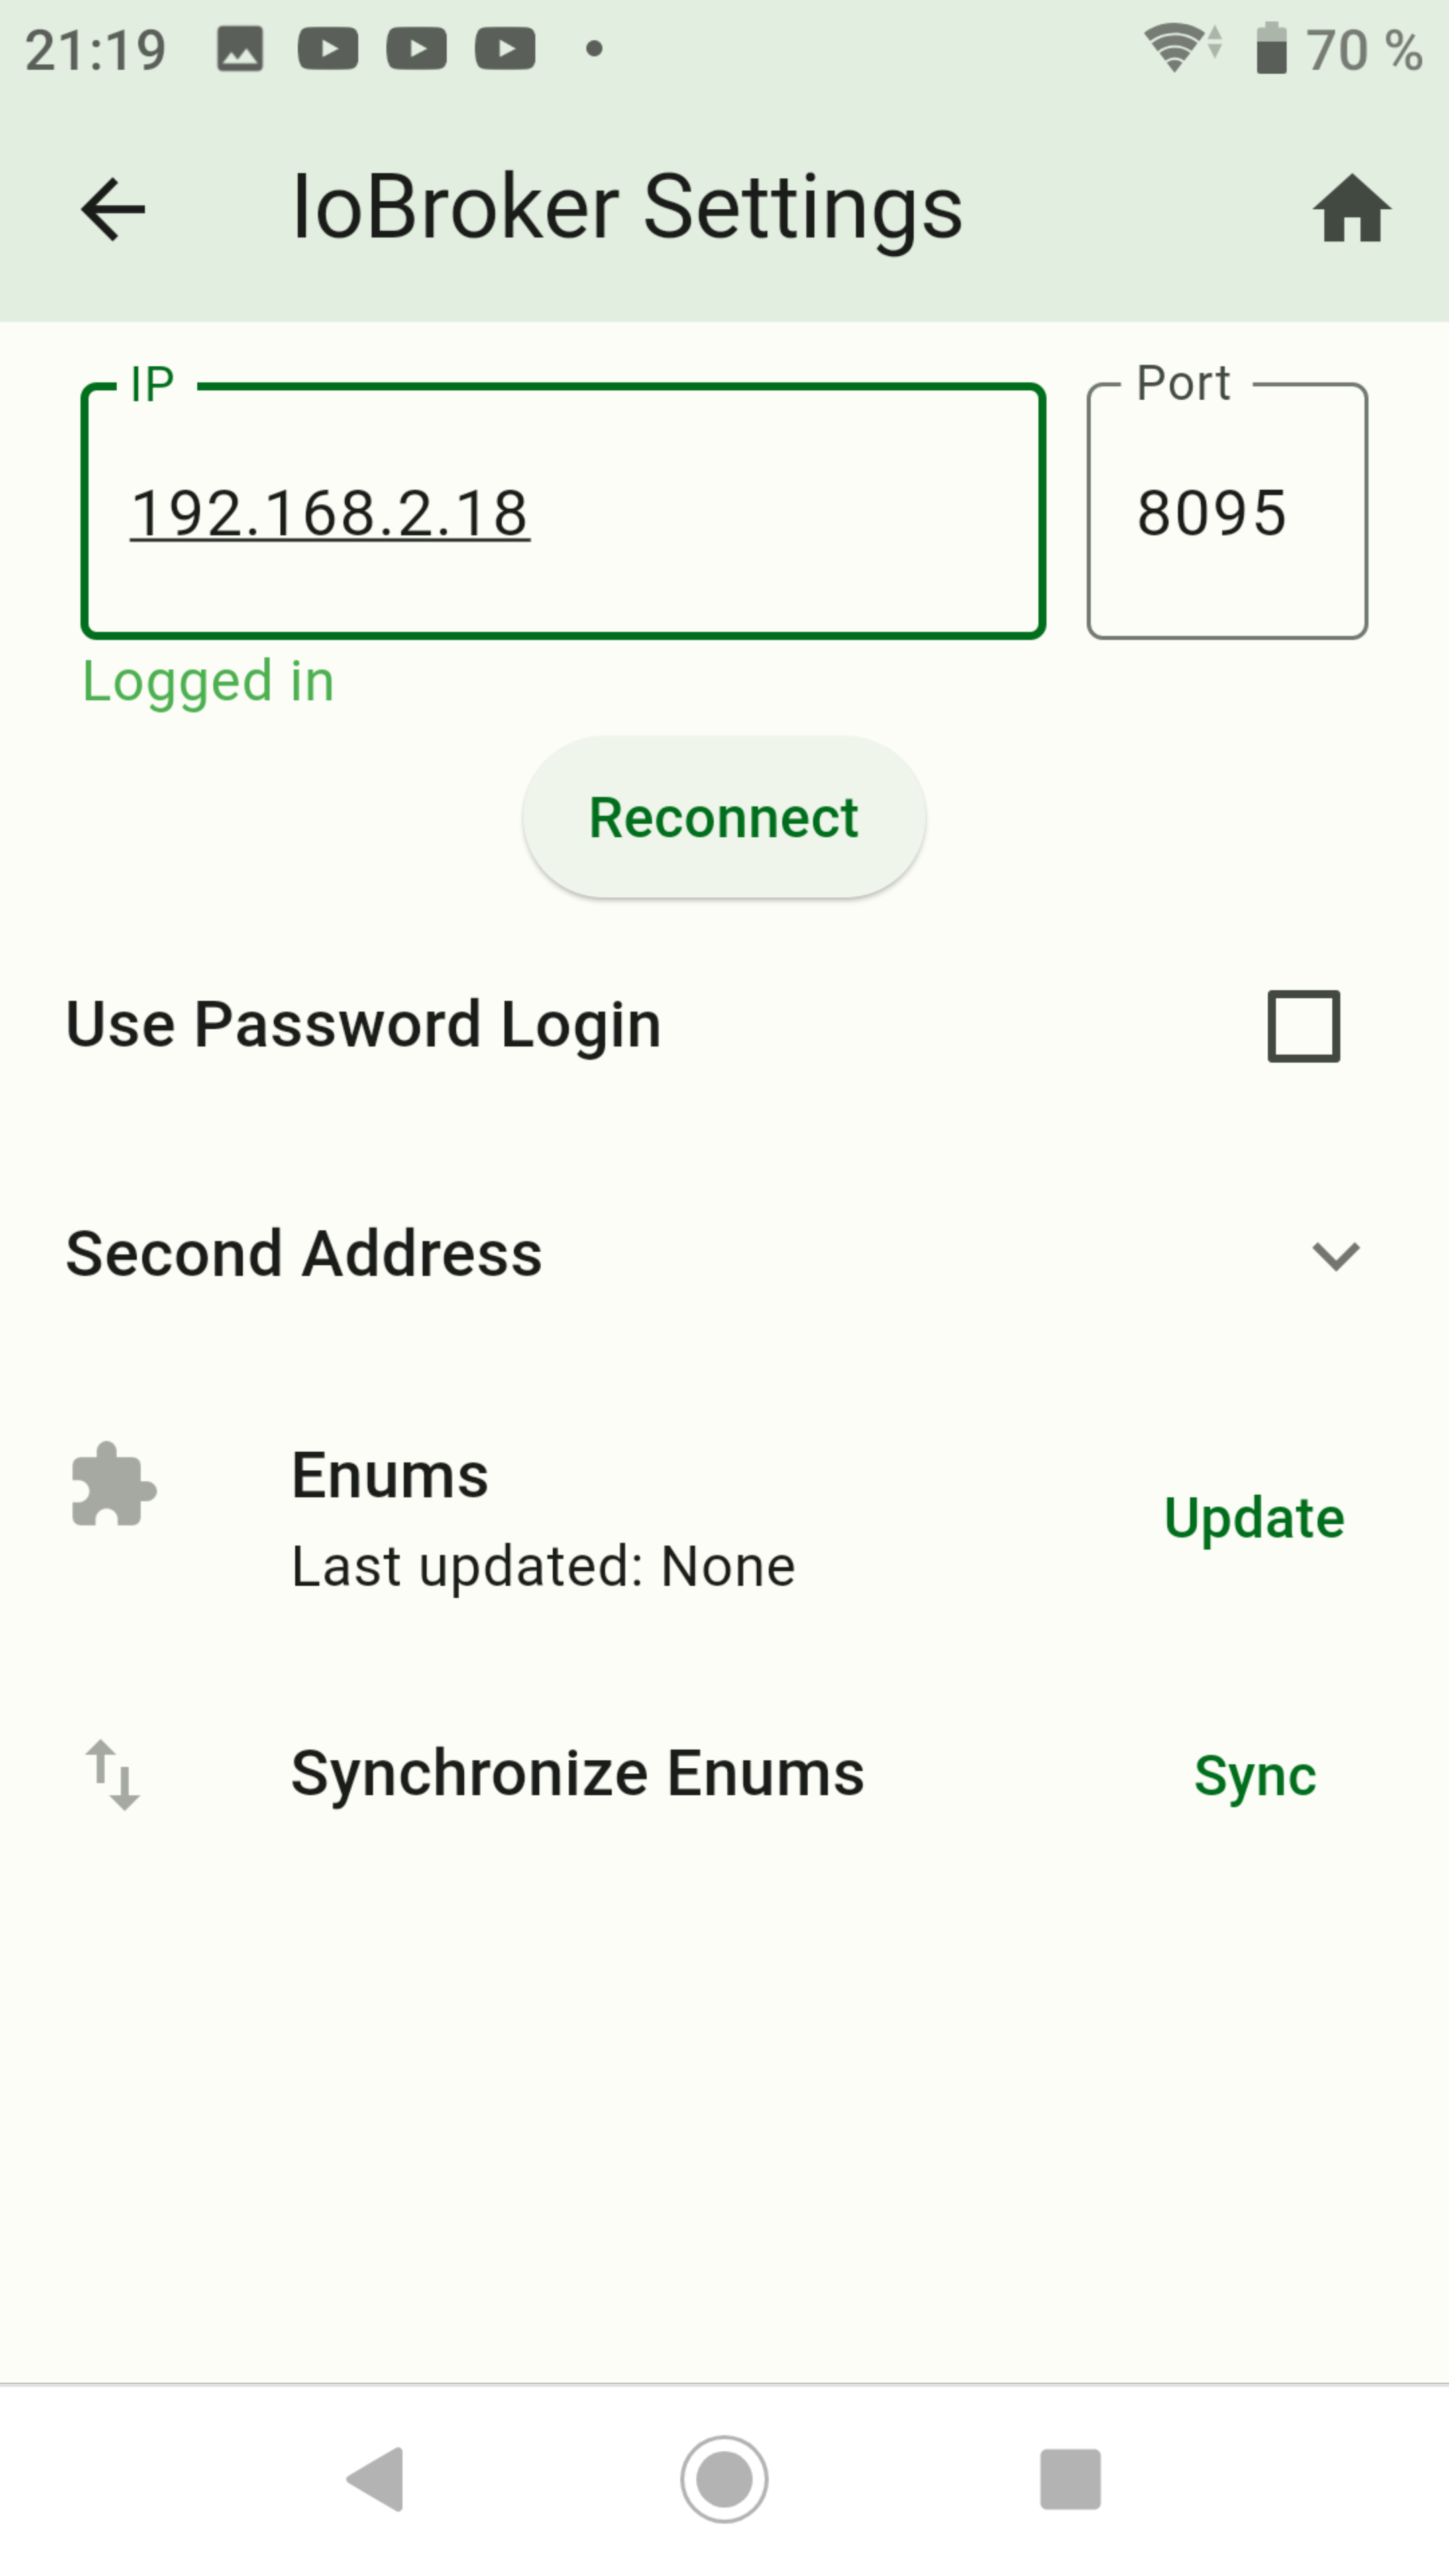 21:19 70 %
IoBroker Settings
IP
Port
192.168.2.18
8095
Logged in
Reconnect
Use Password Login
Second Address
Enums
Last updated: None
Update
Synchronize Enums
Sync